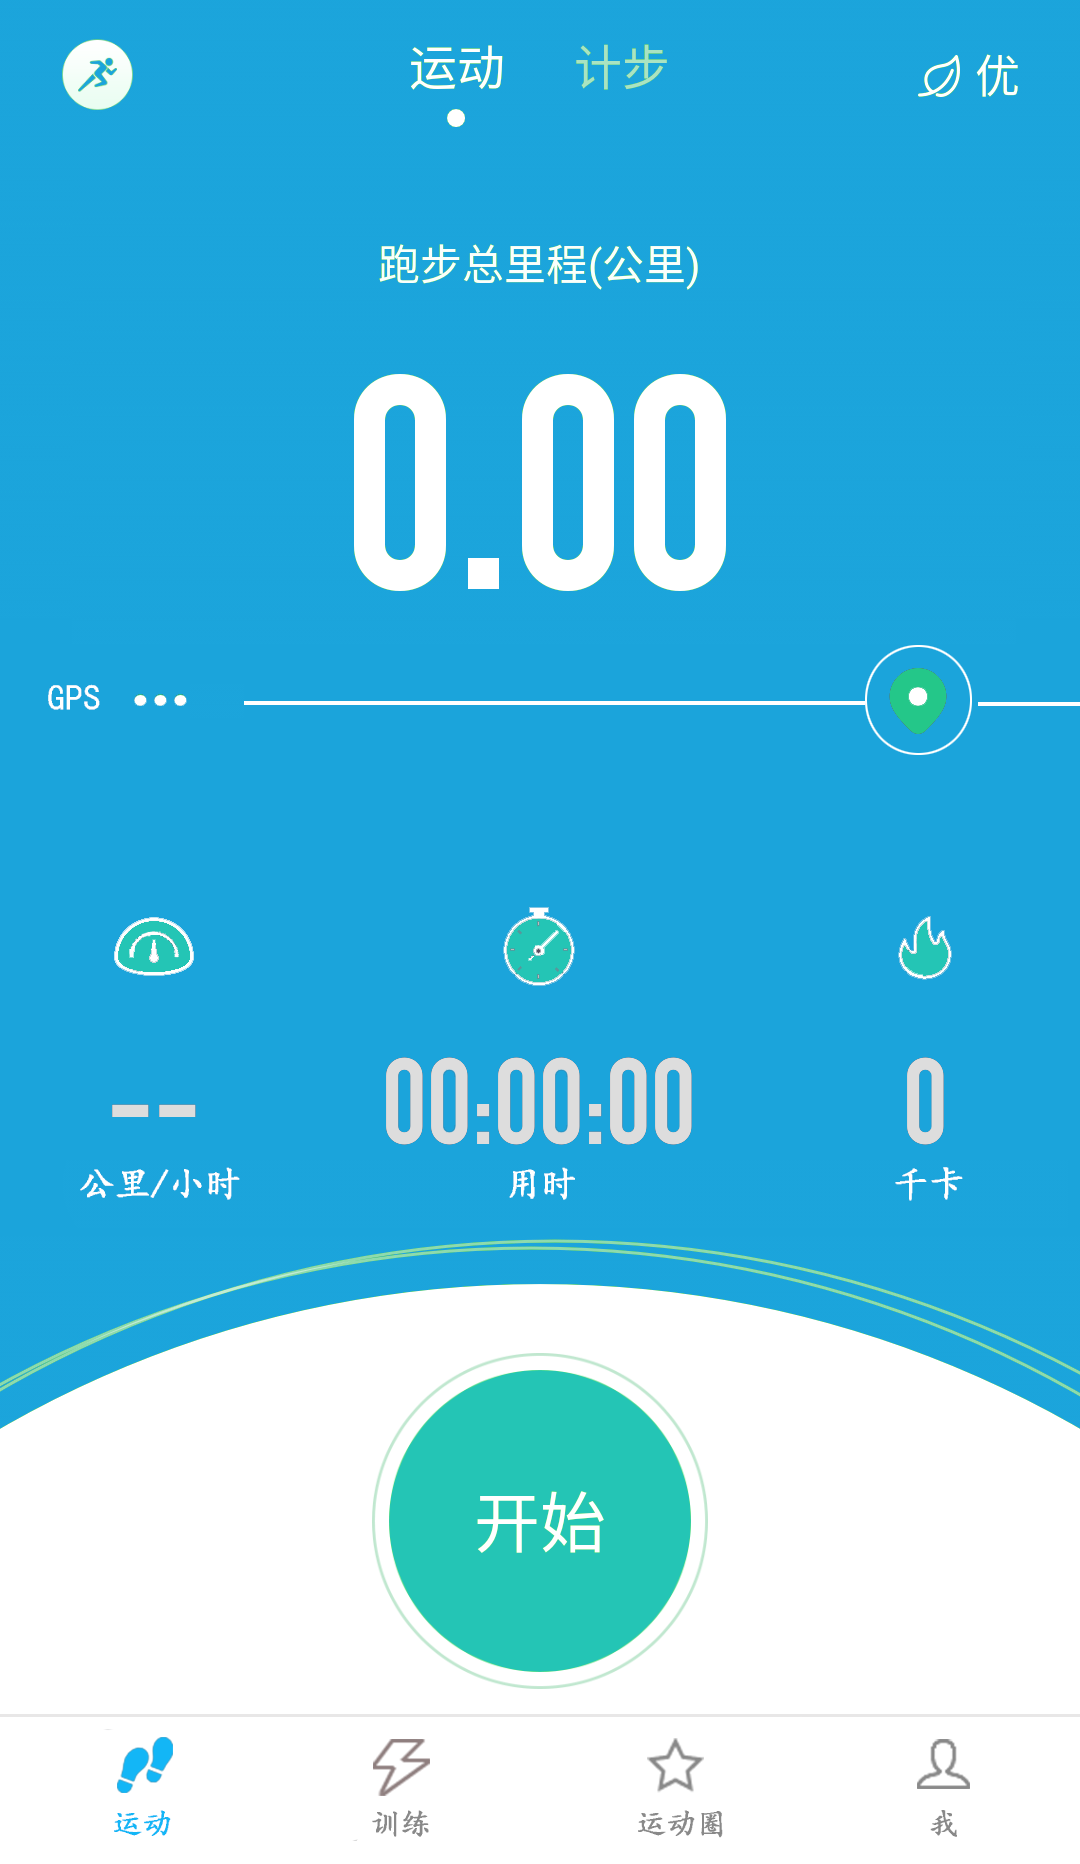 运动 计步 优
跑步总里程(公里)
0.00
GPS
-- 00:00:00 0
公里/小时 用时 千卡
开始
运动 训练 运动圈 我